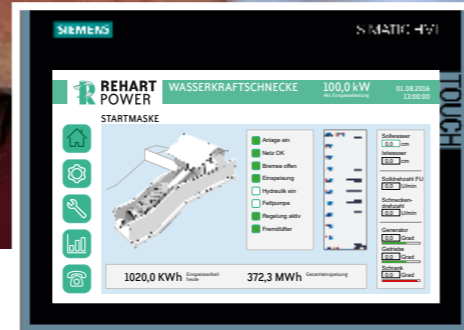 SIEMENS
SIMATIC HMI
TOUCH
REHART
POWER
WASSERKRAFTSCHNECKE
100,0 kW
Akt. Einspeiseleistung
01.08.2016
12:00:00
STARTMASKE
Anlage ein
Netz OK
Bremse offen
Einspeisung
Hydraulik ein
Fettpumpe
Regelung aktiv
Fremdlüfter
Sollwasser
0,0 cm
Istwasser
0,0 cm
Solldrehzahl FU
0,0 U/min
Schnecken-
drehzahl
0,0 U/min
Generator
0,0 Grad
Getriebe
0,0 Grad
Schrank
0,0 Grad
1020,0 KWh
Einspeisearbeit
heute
372,3 MWh
Gesamteinspeisung